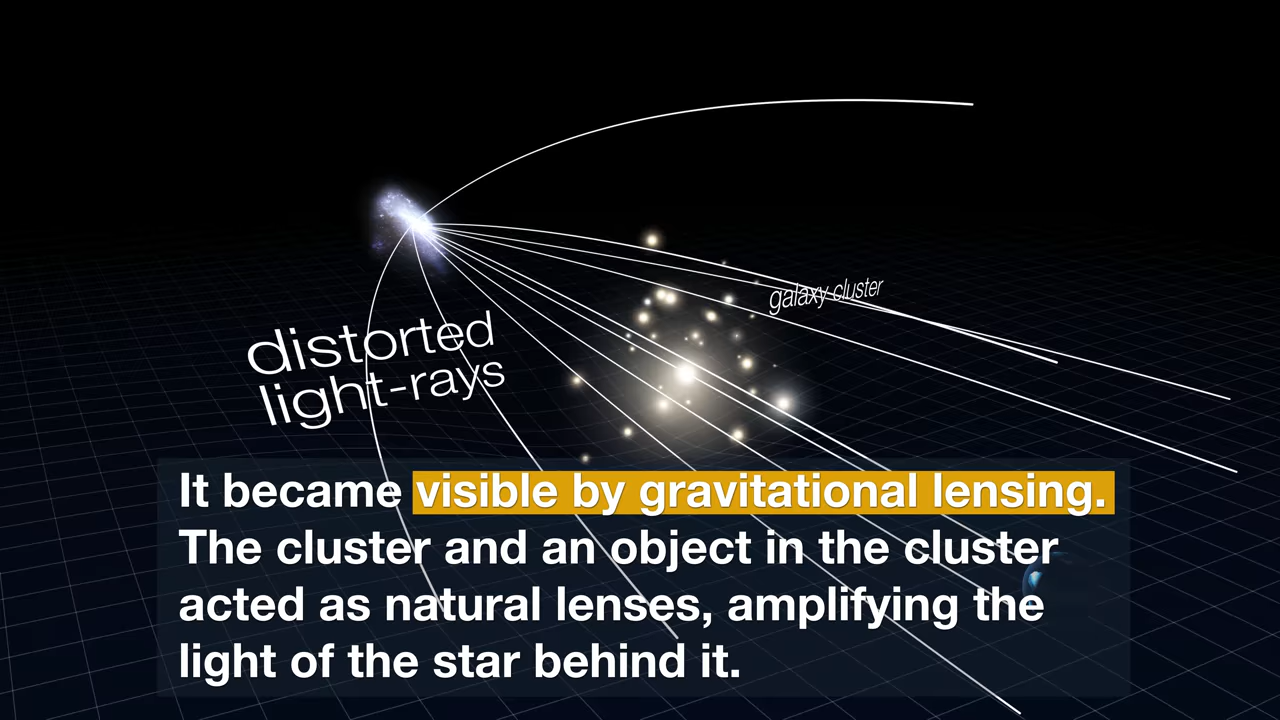 galaxy cluster
distorted
light-rays
It became visible by gravitational lensing.
The cluster and an object in the cluster
acted as natural lenses, amplifying the
light of the star behind it.